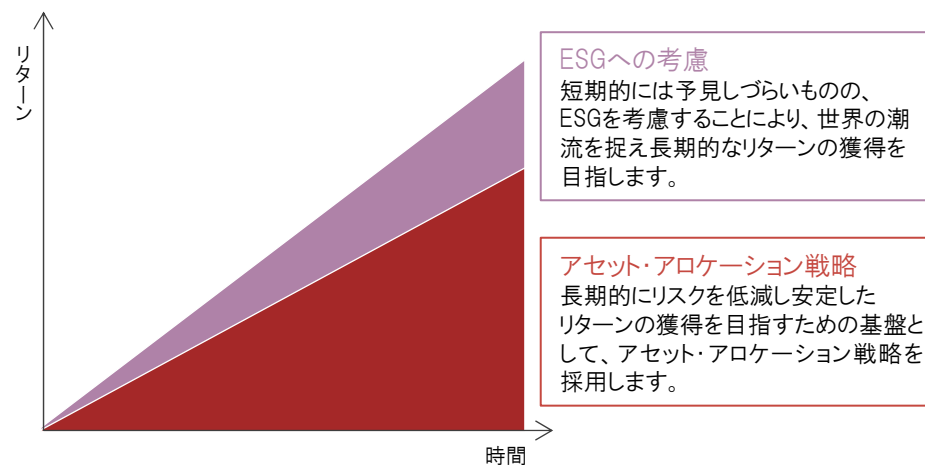 リターン
ESGへの考慮
短期的には予見しづらいものの、
ESGを考慮することにより、世界の潮
流を捉え長期的なリターンの獲得を
目指します。
アセット・アロケーション戦略
長期的にリスクを低減し安定した
リターンの獲得を目指すための基盤と
して、アセット・アロケーション戦略を
採用します。
時間